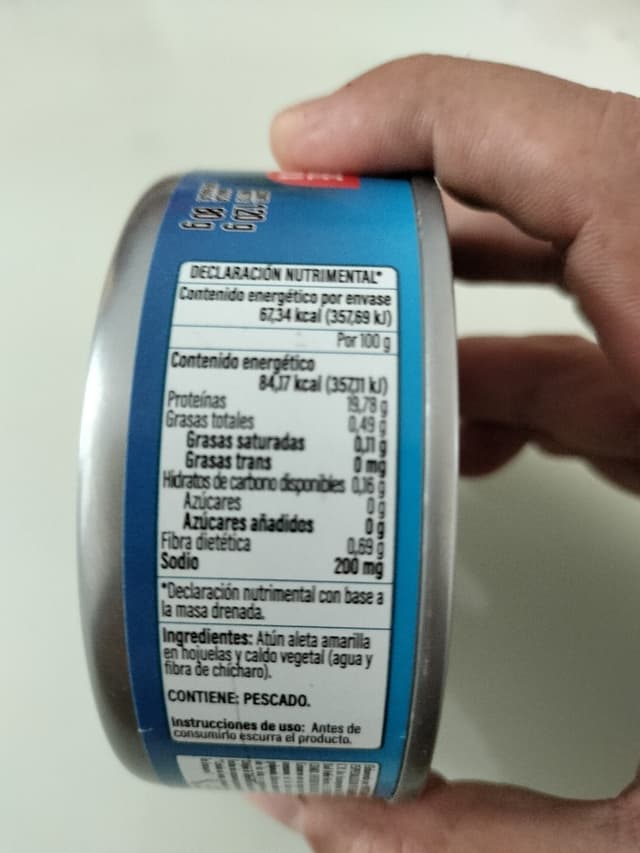 DECLARACIÓN NUTRIMENTAL*
Contenido energético por envase
67,34 kcal (357,69 kJ)
Por 100 g
Contenido energético
84,17 kcal (357,11 kJ)
Proteínas 19,78 g
Grasas totales 0,49 g
Grasas saturadas 0,11 g
Grasas trans 0 mg
Hidratos de carbono disponibles 0,16 g
Azúcares 0 g
Azúcares añadidos 0 g
Fibra dietética 0,69 g
Sodio 200 mg
*Declaración nutrimental con base a
la masa drenada.
Ingredientes: Atún aleta amarilla
en hojuelas y caldo vegetal (agua y
fibra de chícharo).
CONTIENE: PESCADO.
Instrucciones de uso: Antes de
consumirlo escurra el producto.